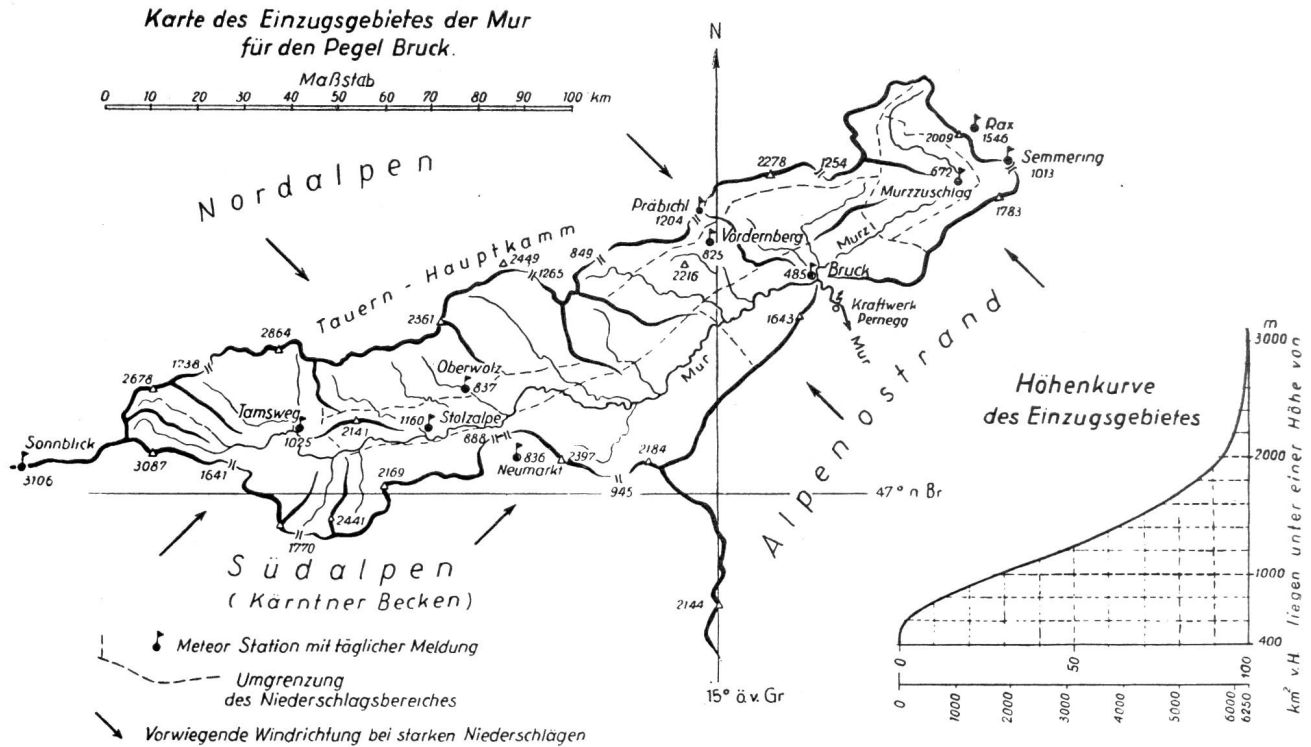 Karte des Einzugsgebietes der Mur
für den Pegel Bruck.
Maßstab
0 10 20 30 40 50 60 70 80 90 100 km
N
Nordalpen
Tauern - Hauptkamm
Rax
1546
2009
Semmering
1013
672
Murzzuschlag
1783
2278
1254
Präbichl
1204
Vordernberg
825
849
2449
1265
2216
Murz
485
Bruck
Kraftwerk
Pernegg
Mur
1643
2361
2864
1738
2678
Oberwölz
837
Mur
Tamsweg
1025
2141
1160
Stolzalpe
888
836
Neumarkt
2397
2184
945
Sonnblick
3106
3087
1641
2169
2441
1770
47° n Br
Alpenostrand
Südalpen
(Kärntner Becken)
2144
15° ä.v. Gr
Meteor Station mit täglicher Meldung
Umgrenzung
des Niederschlagsbereiches
Vorwiegende Windrichtung bei starken Niederschlägen
Höhenkurve
des Einzugsgebietes
m
3000
2000
1000
400
0 50 100
0 1000 2000 3000 4000 5000 6000 6250
km² v.H. liegen unter einer Höhe von